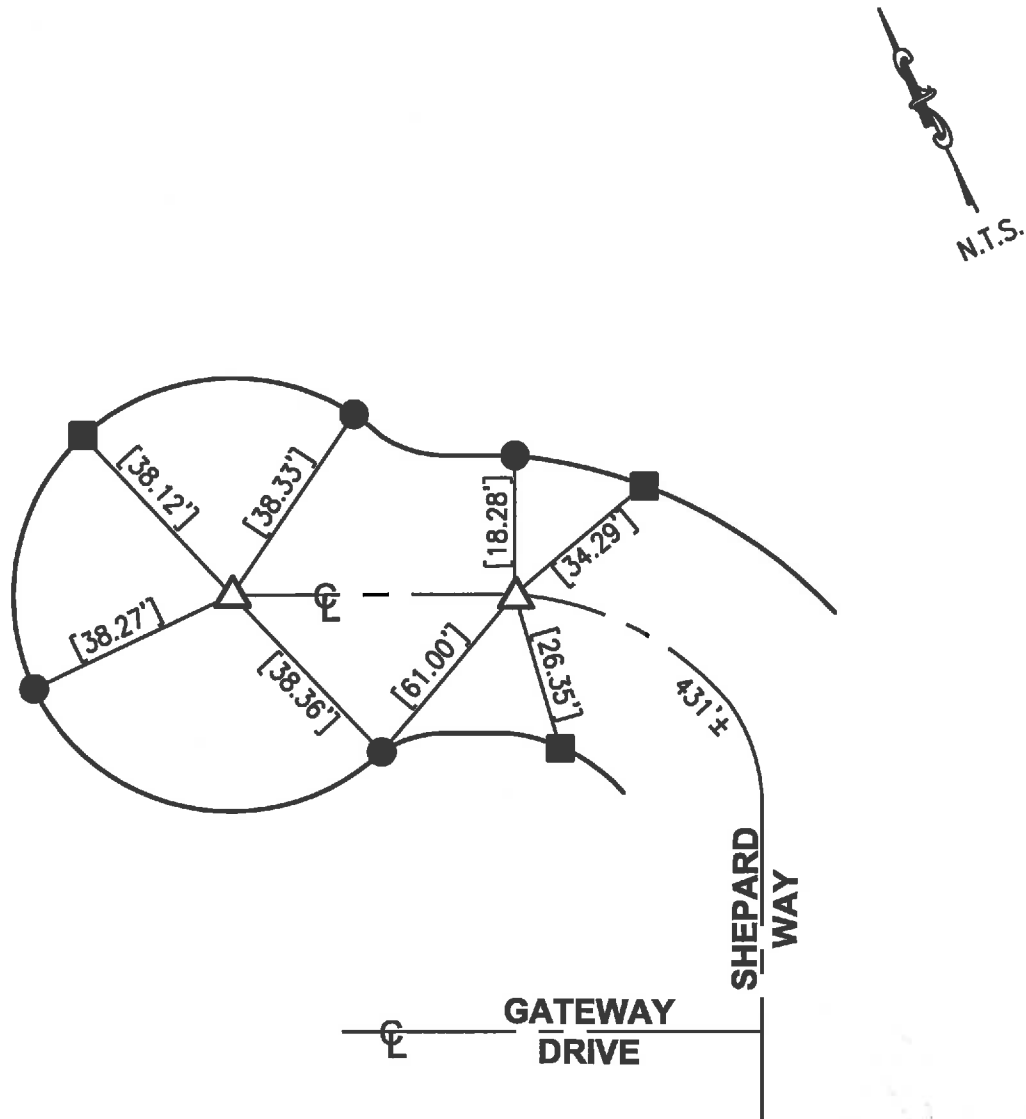 N.T.S.
[38.12']
[38.33']
[18.28']
[34.29']
℄
[38.27']
[38.36']
[61.00']
[26.35']
431'±
SHEPARD
WAY
GATEWAY
℄
DRIVE